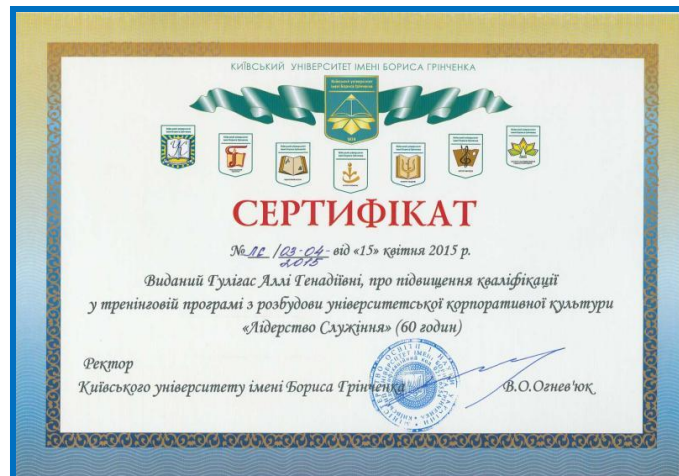 КИЇВСЬКИЙ УНІВЕРСИТЕТ ІМЕНІ БОРИСА ГРІНЧЕНКА
СЕРТИФІКАТ
№ ЛС /03-04- від «15» квітня 2015 р.
2015
Виданий Гулігас Аллі Генадіївні, про підвищення кваліфікації
у тренінговій програмі з розбудови університетської корпоративної культури
«Лідерство Служіння» (60 годин)
Ректор
Київського університету імені Бориса Грінченка В.О.Огнев'юк